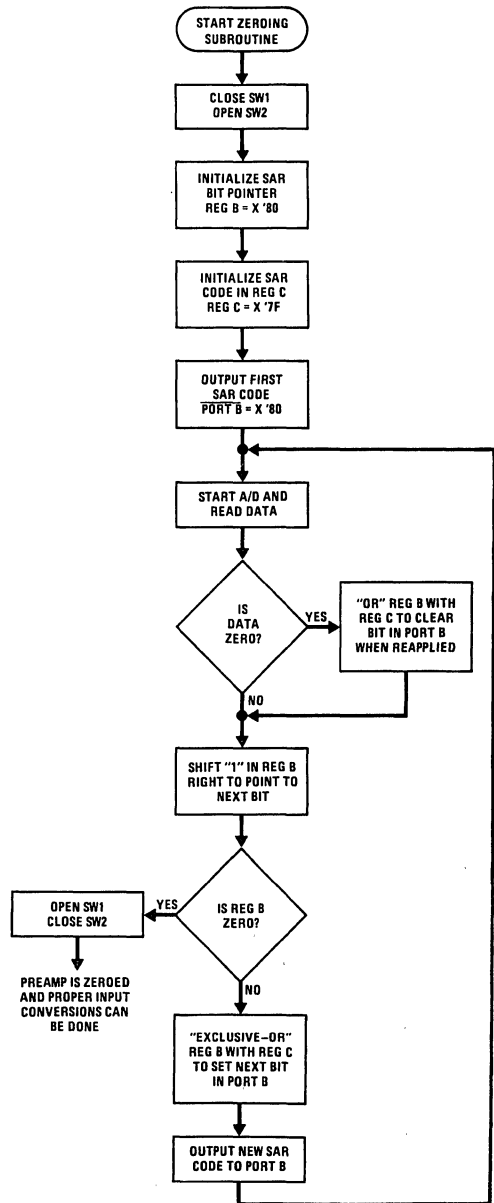 START ZEROING
SUBROUTINE
CLOSE SW1
OPEN SW2
INITIALIZE SAR
BIT POINTER
REG B = X '80
INITIALIZE SAR
CODE IN REG C
REG C = X '7F
OUTPUT FIRST
SAR CODE
PORT B = X '80
START A/D AND
READ DATA
IS
DATA
ZERO?
YES
"OR" REG B WITH
REG C TO CLEAR
BIT IN PORT B
WHEN REAPPLIED
NO
SHIFT "1" IN REG B
RIGHT TO POINT TO
NEXT BIT
IS REG B
ZERO?
YES
OPEN SW1
CLOSE SW2
PREAMP IS ZEROED
AND PROPER INPUT
CONVERSIONS CAN
BE DONE
NO
"EXCLUSIVE-OR"
REG B WITH REG C
TO SET NEXT BIT
IN PORT B
OUTPUT NEW SAR
CODE TO PORT B